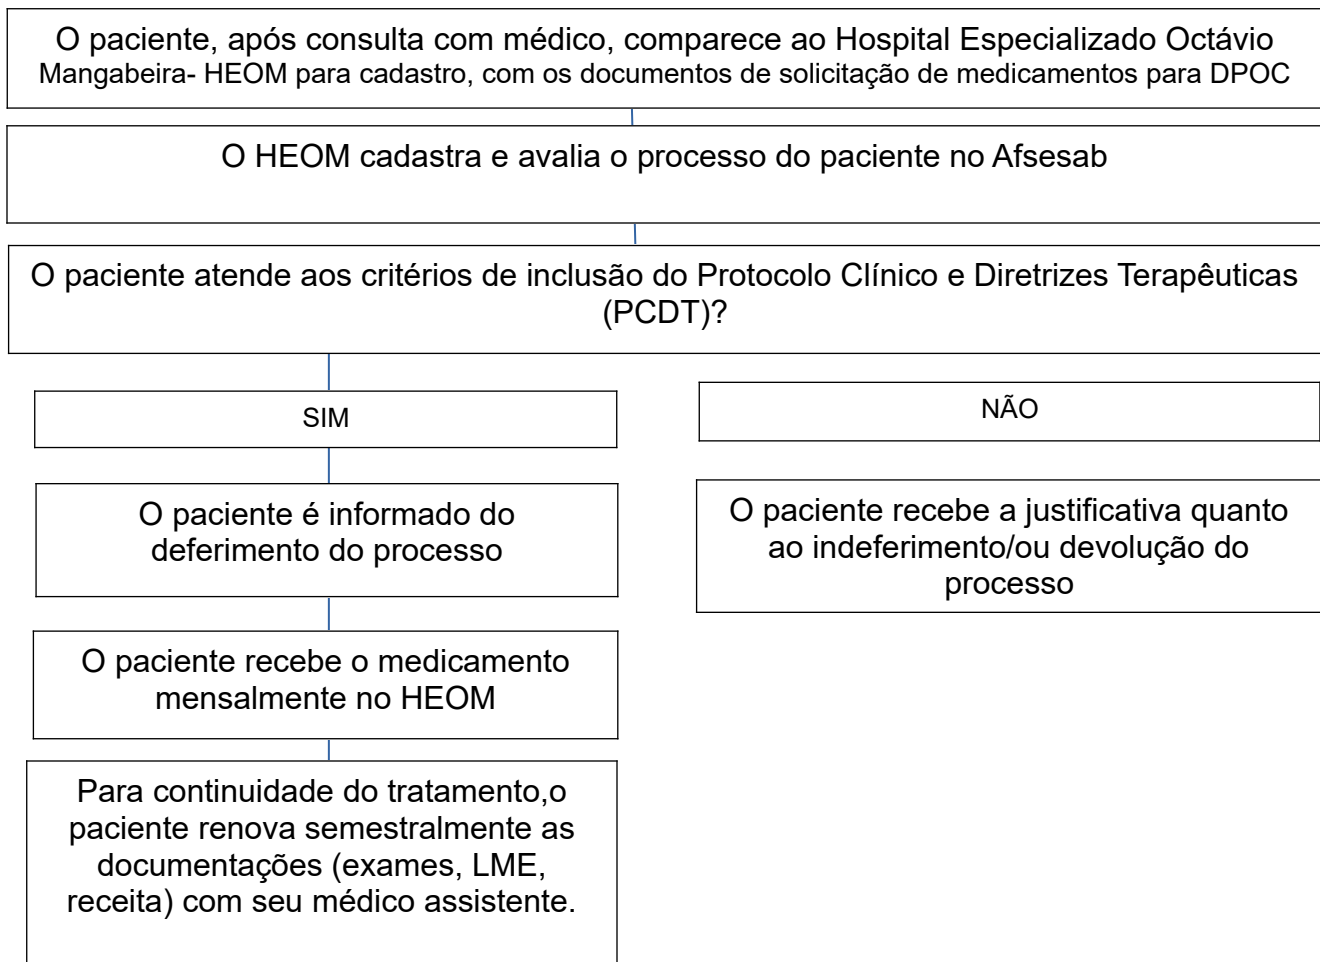 O paciente, após consulta com médico, comparece ao Hospital Especializado Octávio
Mangabeira- HEOM para cadastro, com os documentos de solicitação de medicamentos para DPOC
O HEOM cadastra e avalia o processo do paciente no Afsesab
O paciente atende aos critérios de inclusão do Protocolo Clínico e Diretrizes Terapêuticas
(PCDT)?
SIM
NÃO
O paciente é informado do
deferimento do processo
O paciente recebe a justificativa quanto
ao indeferimento/ou devolução do
processo
O paciente recebe o medicamento
mensalmente no HEOM
Para continuidade do tratamento,o
paciente renova semestralmente as
documentações (exames, LME,
receita) com seu médico assistente.